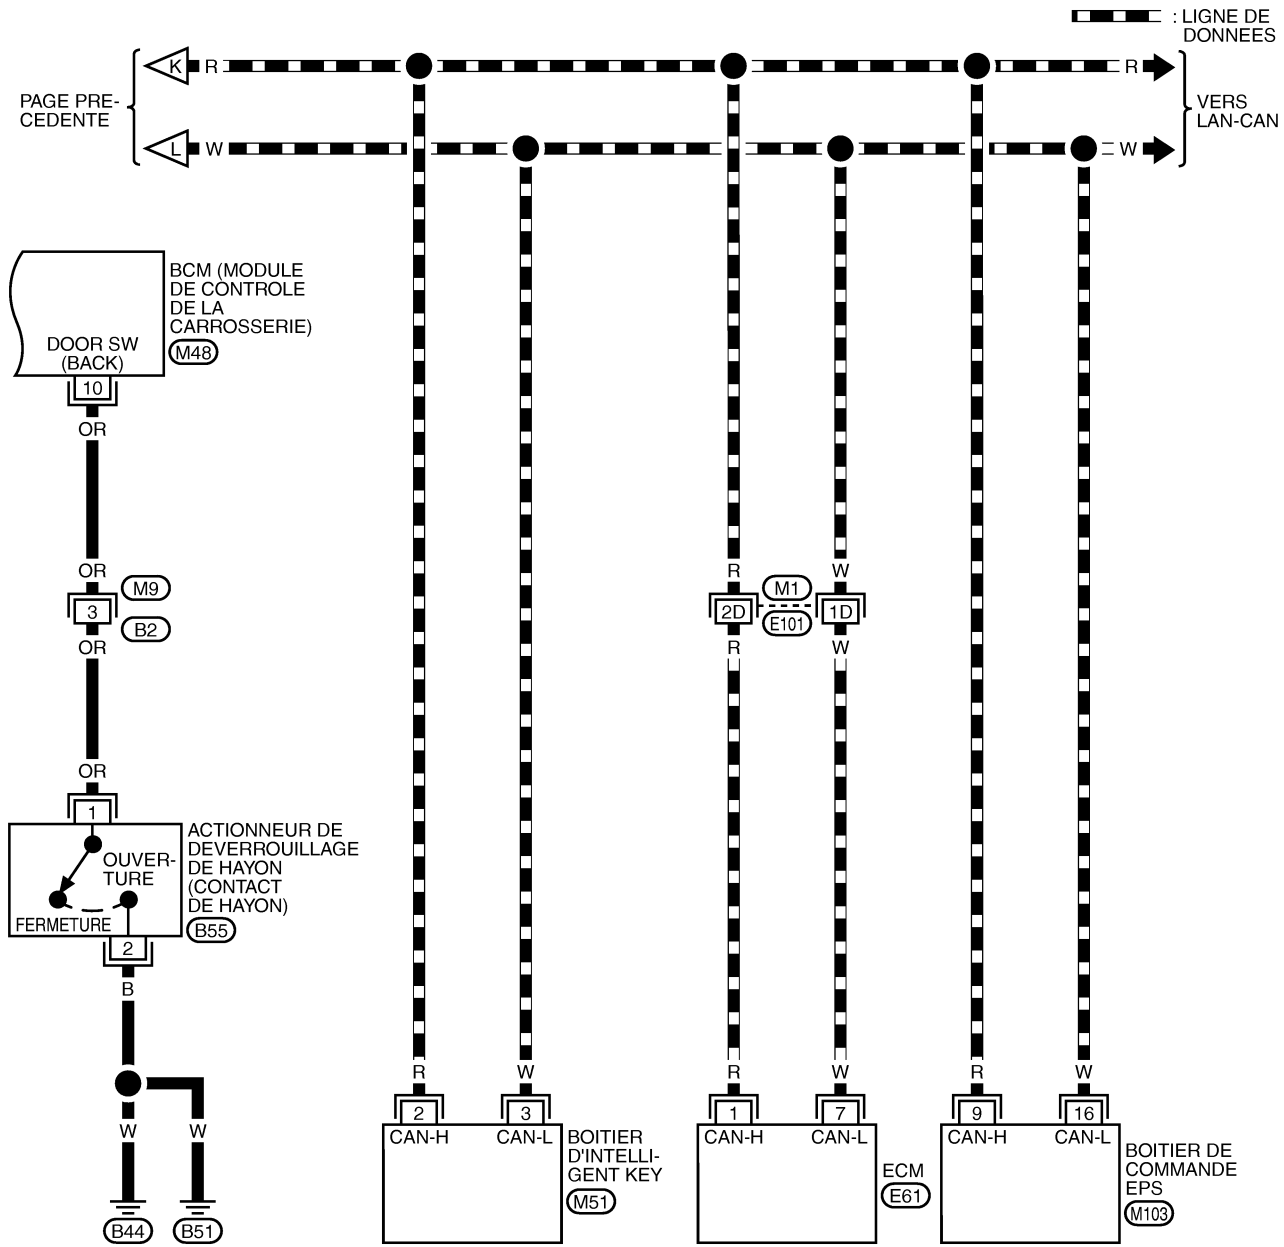 : LIGNE DE
DONNEES
K R R
PAGE PRE-
CEDENTE
VERS
LAN-CAN
L W W
BCM (MODULE
DE CONTROLE
DE LA
CARROSSERIE)
M48
DOOR SW
(BACK)
10
OR
OR
M9
3
B2
OR
OR
1
ACTIONNEUR DE
DEVERROUILLAGE
DE HAYON
(CONTACT
DE HAYON)
B55
OUVER-
TURE
FERMETURE
2
B
W W
B44 B51
R W
2D M1 1D
E101
R W
R W R W R W
2 3 1 7 9 16
CAN-H CAN-L CAN-H CAN-L CAN-H CAN-L
BOITIER
D'INTELLI-
GENT KEY
M51
ECM
E61
BOITIER DE
COMMANDE
EPS
M103